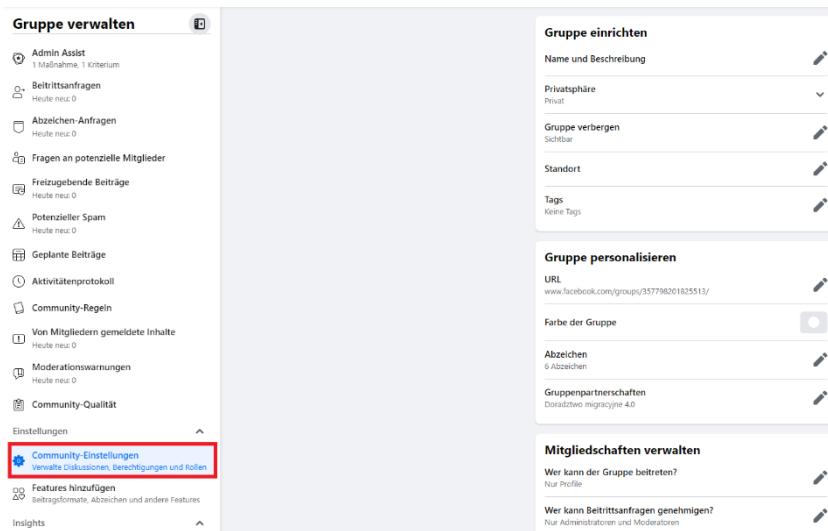 Gruppe verwalten
Admin Assist
1 Maßnahme, 1 Kriterium
Beitrittsanfragen
Heute neu: 0
Abzeichen-Anfragen
Heute neu: 0
Fragen an potenzielle Mitglieder
Freizugebende Beiträge
Heute neu: 0
Potenzieller Spam
Heute neu: 0
Geplante Beiträge
Aktivitätenprotokoll
Community-Regeln
Von Mitgliedern gemeldete Inhalte
Heute neu: 0
Moderationswarnungen
Heute neu: 0
Community-Qualität
Einstellungen
Community-Einstellungen
Verwalte Diskussionen, Berechtigungen und Rollen
Features hinzufügen
Beitragsformate, Abzeichen und andere Features
Insights
Gruppe einrichten
Name und Beschreibung
Privatsphäre
Privat
Gruppe verbergen
Sichtbar
Standort
Tags
Keine Tags
Gruppe personalisieren
URL
www.facebook.com/groups/357798201825513/
Farbe der Gruppe
Abzeichen
6 Abzeichen
Gruppenpartnerschaften
Doradztwo migracyjne 4.0
Mitgliedschaften verwalten
Wer kann der Gruppe beitreten?
Nur Profile
Wer kann Beitrittsanfragen genehmigen?
Nur Administratoren und Moderatoren